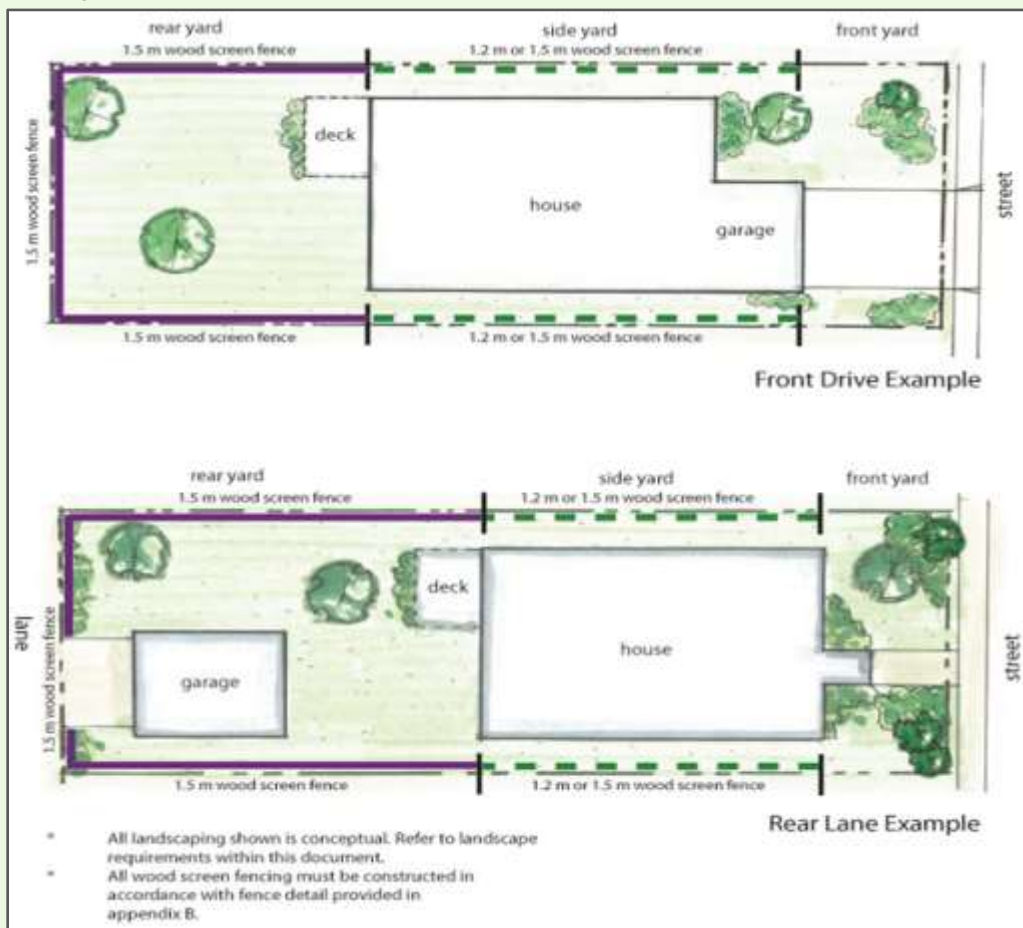 rear yard
side yard
front yard
1.5 m wood screen fence
1.2 m or 1.5 m wood screen fence
1.5 m wood screen fence
deck
house
garage
street
1.5 m wood screen fence
1.2 m or 1.5 m wood screen fence
Front Drive Example
rear yard
side yard
front yard
1.5 m wood screen fence
1.2 m or 1.5 m wood screen fence
lane
1.5 m wood screen fence
deck
house
garage
street
1.5 m wood screen fence
1.2 m or 1.5 m wood screen fence
Rear Lane Example
* All landscaping shown is conceptual. Refer to landscape
requirements within this document.
* All wood screen fencing must be constructed in
accordance with fence detail provided in
appendix B.